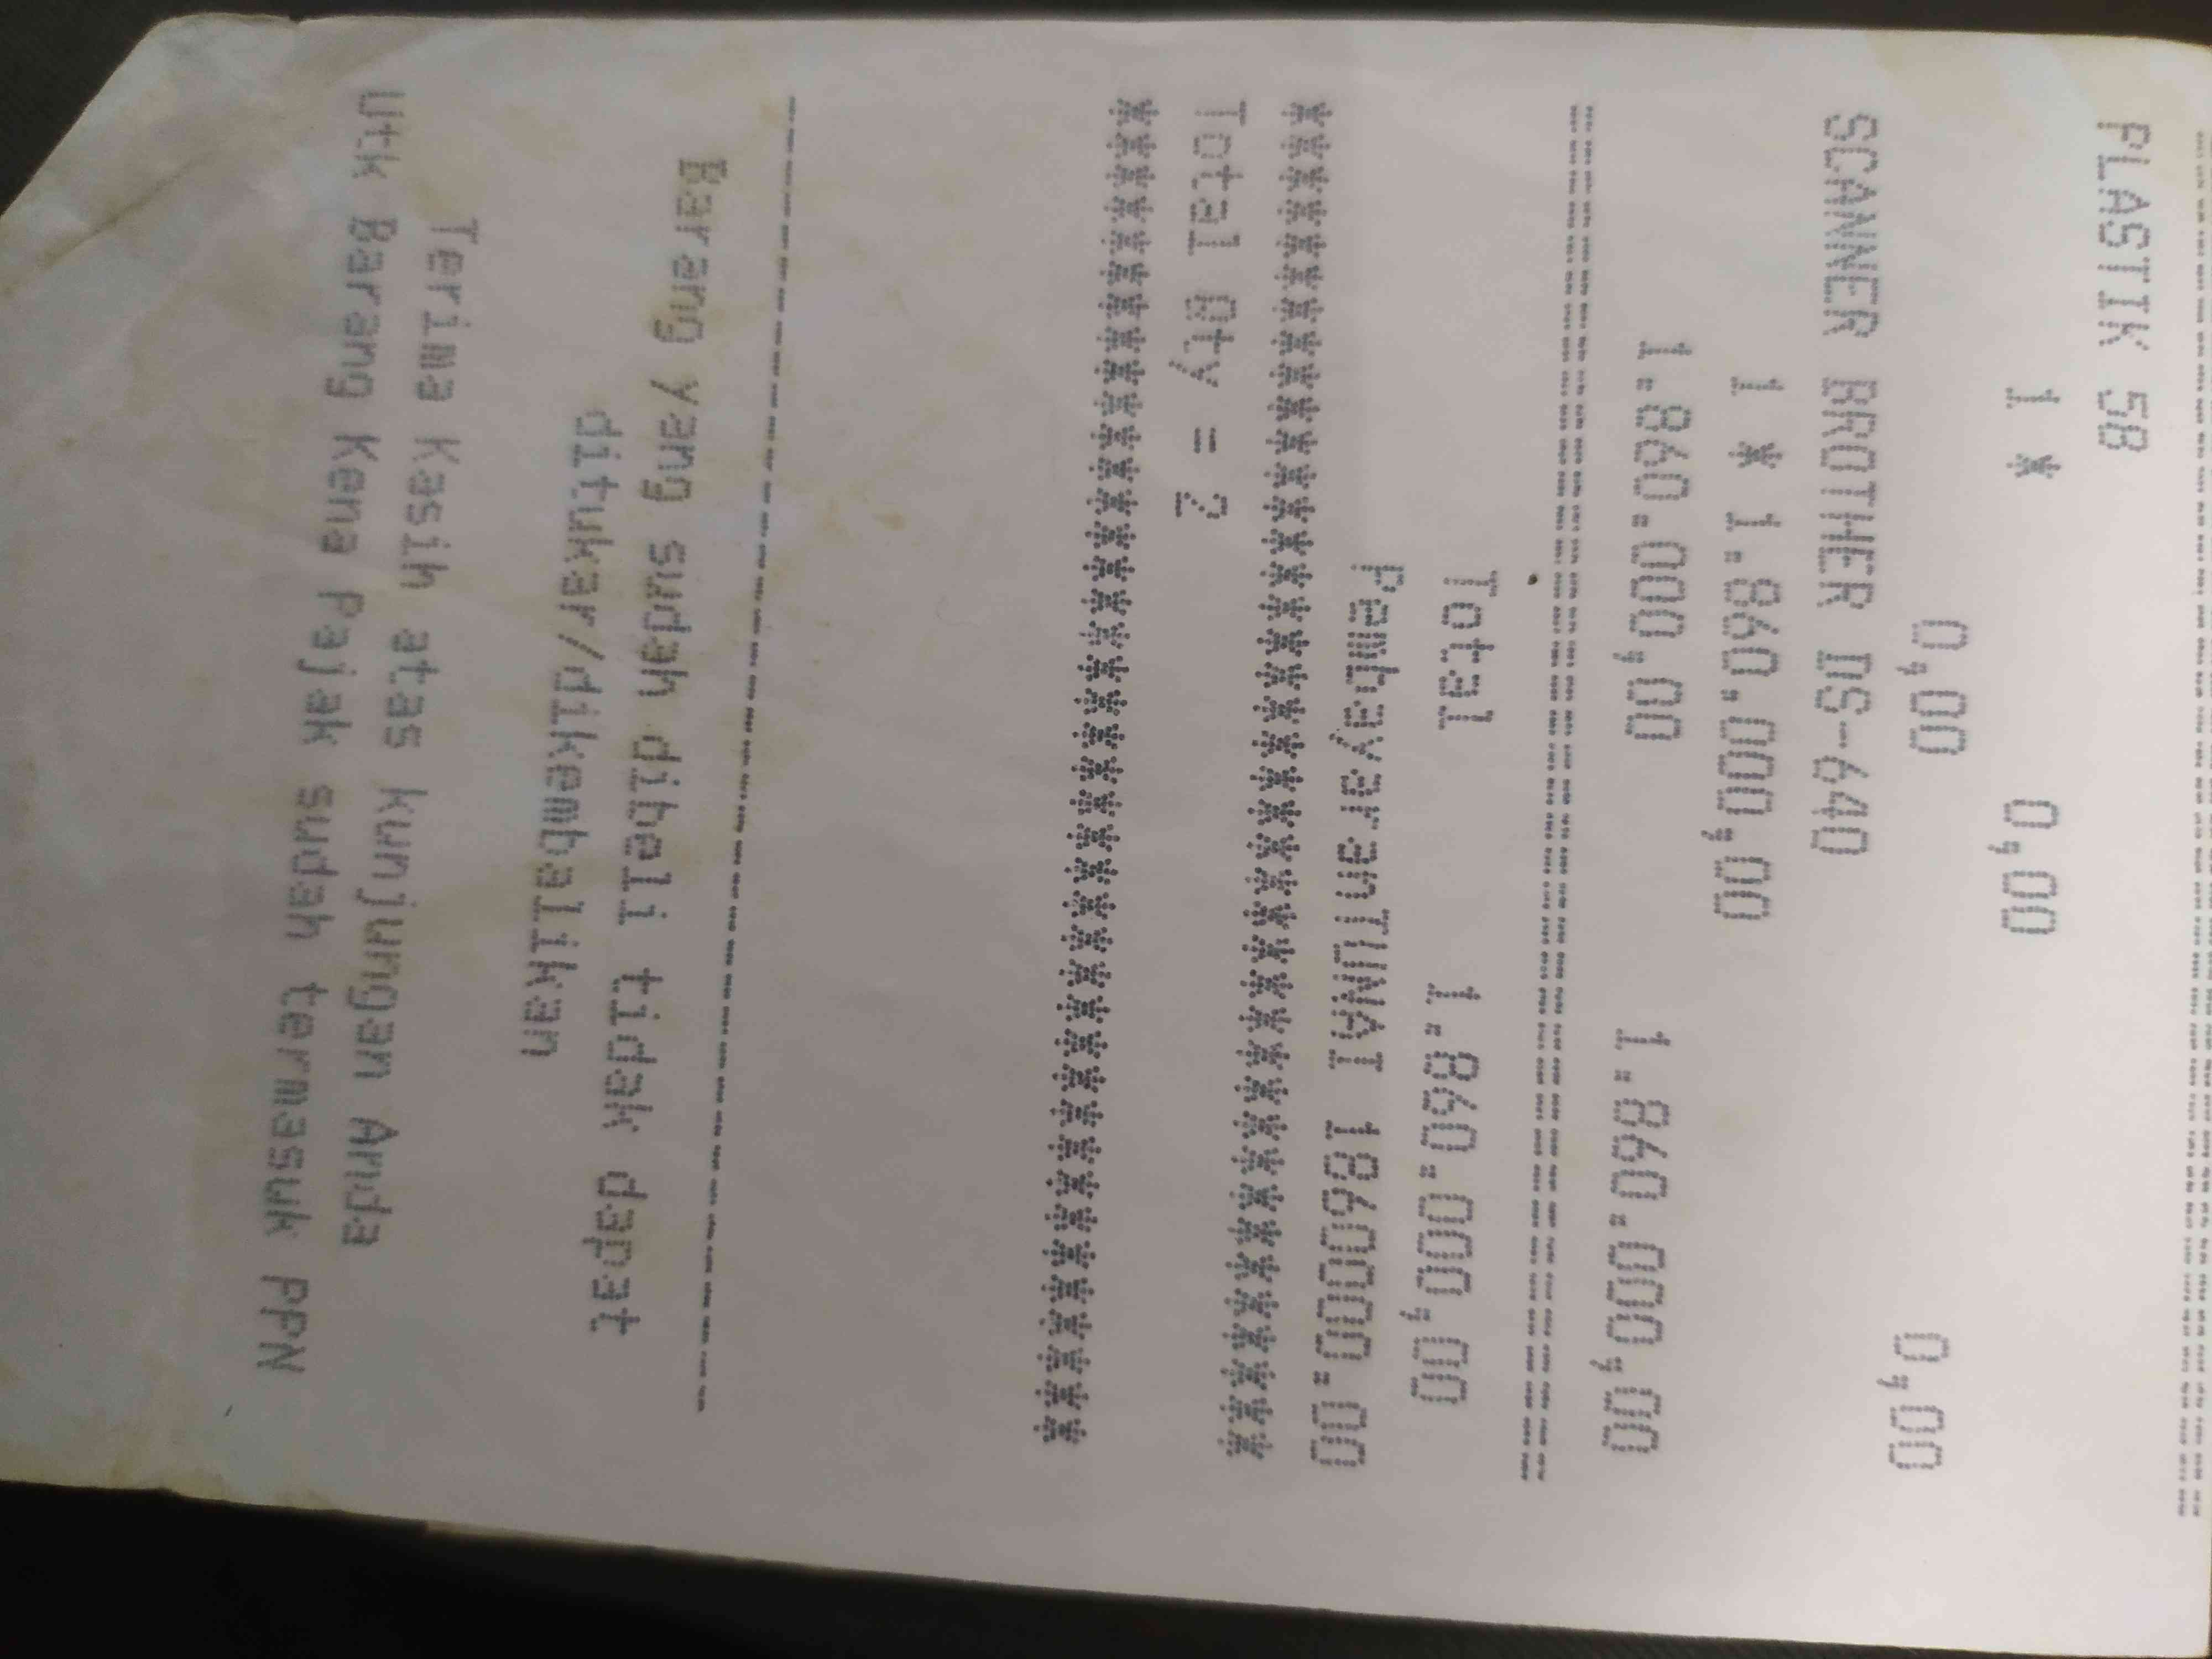 PLASTIK 5B
1 * 0,00
0,00 0,00
SCANNER BROTHER DS-640
1 * 1.860.000,00
1.860.000,00 1.860.000,00
Total 1.860.000,00
PambayaranTUNAI 1860000.00
****************************************
Total Qty = 2
****************************************
Barang yang sudah dibeli tidak dapat
ditukar/dikembalikan
Terima Kasih atas kunjungan Anda
Utk Barang Kena Pajak sudah termasuk PPN